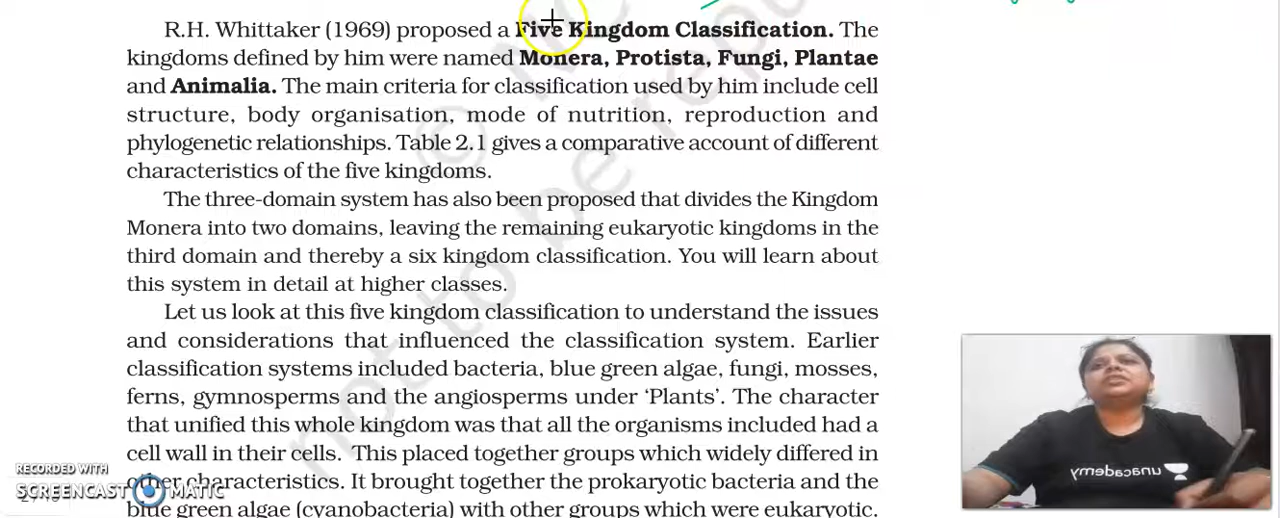 R.H. Whittaker (1969) proposed a Five Kingdom Classification. The
kingdoms defined by him were named Monera, Protista, Fungi, Plantae
and Animalia. The main criteria for classification used by him include cell
structure, body organisation, mode of nutrition, reproduction and
phylogenetic relationships. Table 2.1 gives a comparative account of different
characteristics of the five kingdoms.
The three-domain system has also been proposed that divides the Kingdom
Monera into two domains, leaving the remaining eukaryotic kingdoms in the
third domain and thereby a six kingdom classification. You will learn about
this system in detail at higher classes.
Let us look at this five kingdom classification to understand the issues
and considerations that influenced the classification system. Earlier
classification systems included bacteria, blue green algae, fungi, mosses,
ferns, gymnosperms and the angiosperms under ‘Plants’. The character
that unified this whole kingdom was that all the organisms included had a
cell wall in their cells. This placed together groups which widely differed in
other characteristics. It brought together the prokaryotic bacteria and the
blue green algae (cyanobacteria) with other groups which were eukaryotic.
not to be
RECORDED WITH
SCREENCAST MATIC
unacademy